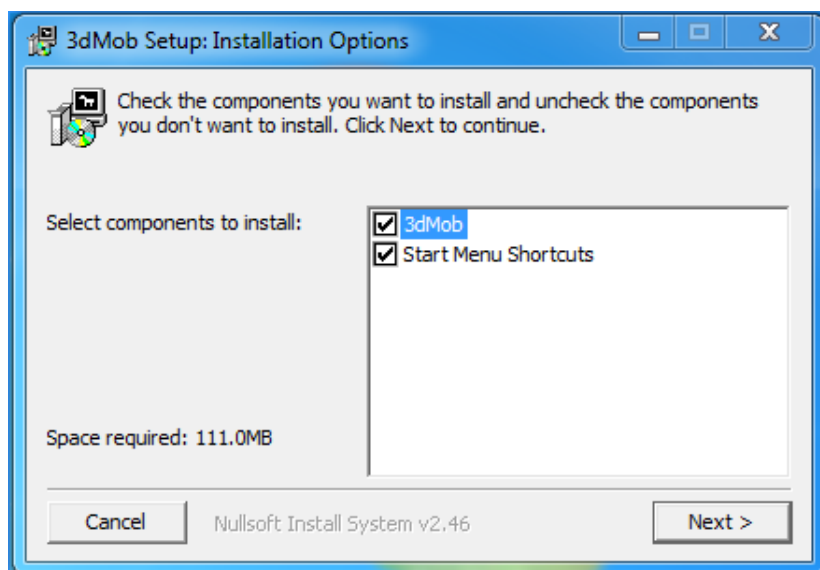 3dMob Setup: Installation Options
Check the components you want to install and uncheck the components
you don't want to install. Click Next to continue.
Select components to install:
3dMob
Start Menu Shortcuts
Space required: 111.0MB
Cancel
Nullsoft Install System v2.46
Next >